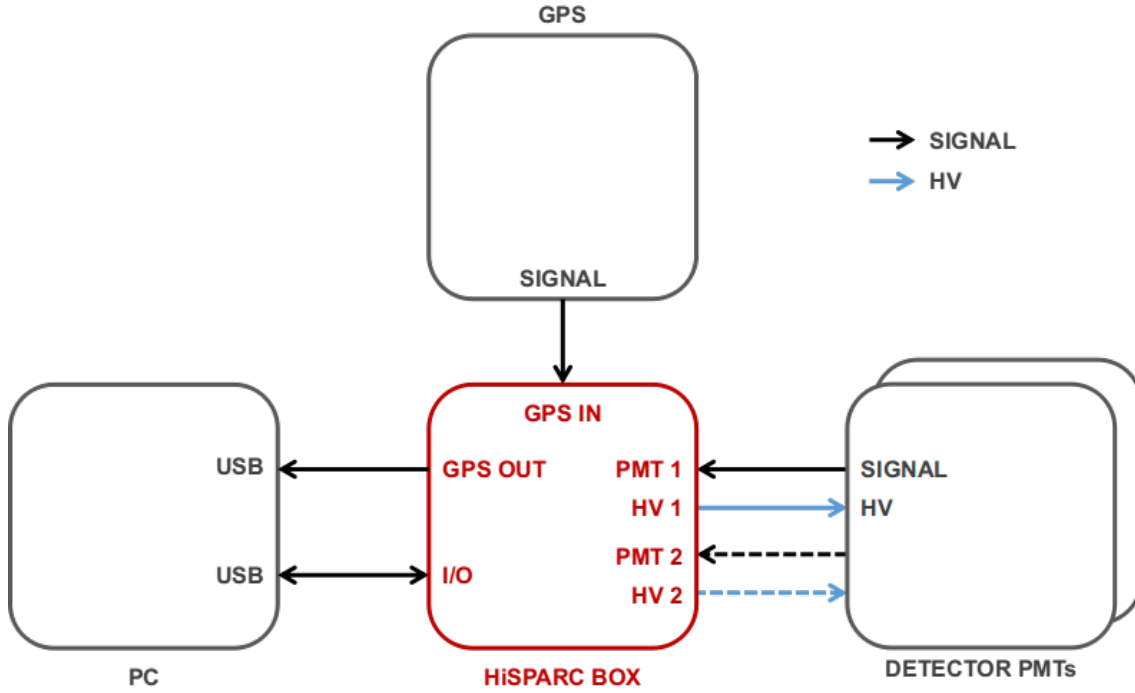 GPS
SIGNAL
HV
SIGNAL
GPS IN
USB
GPS OUT
PMT 1
SIGNAL
HV 1
HV
PMT 2
USB
I/O
HV 2
PC
HiSPARC BOX
DETECTOR PMTs